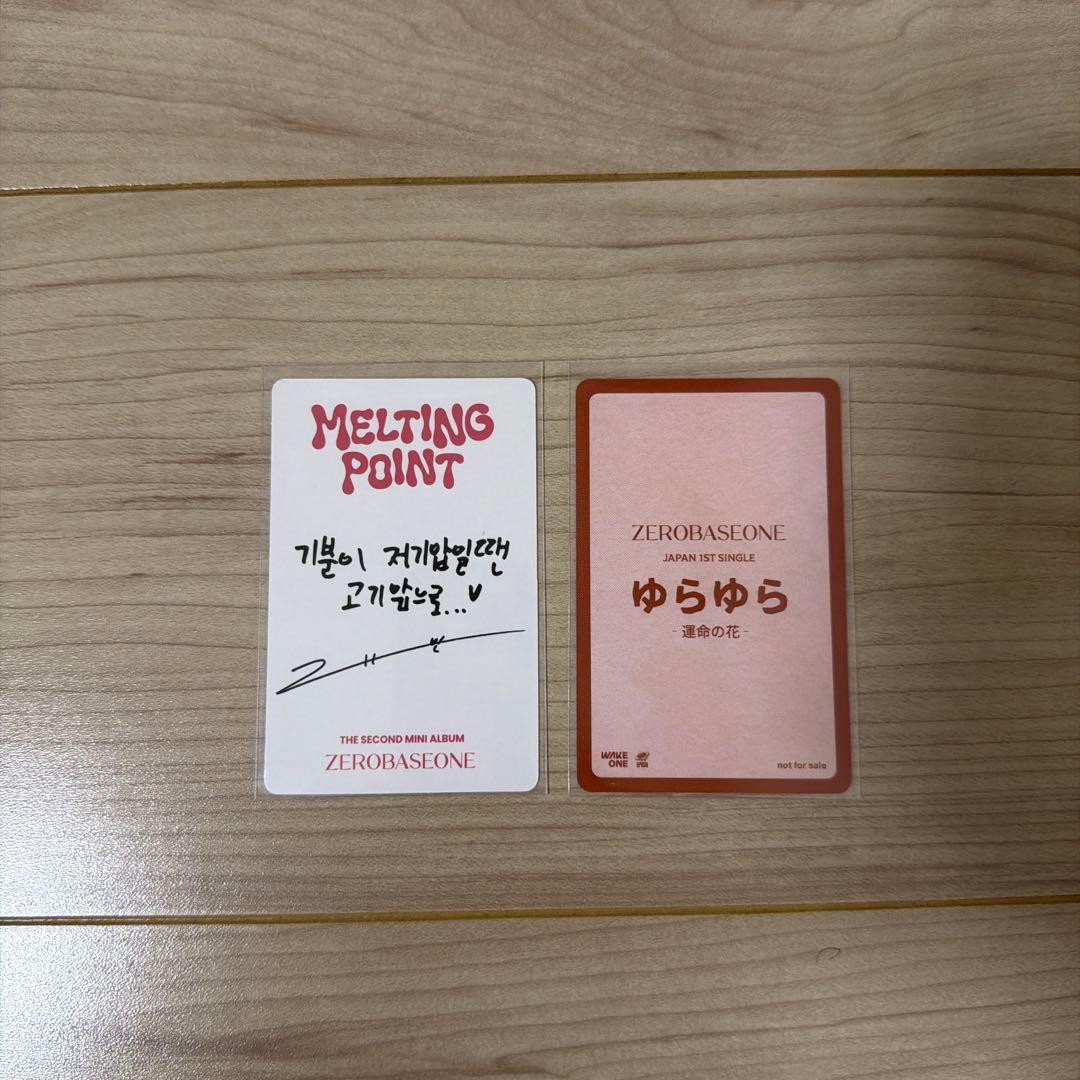 MELTING
POINT
기분이 저기압일땐
고기앞으로...
THE SECOND MINI ALBUM
ZEROBASEONE
ZEROBASEONE
JAPAN 1ST SINGLE
ゆらゆら
- 運命の花 -
WAKE
ONE
not for sale